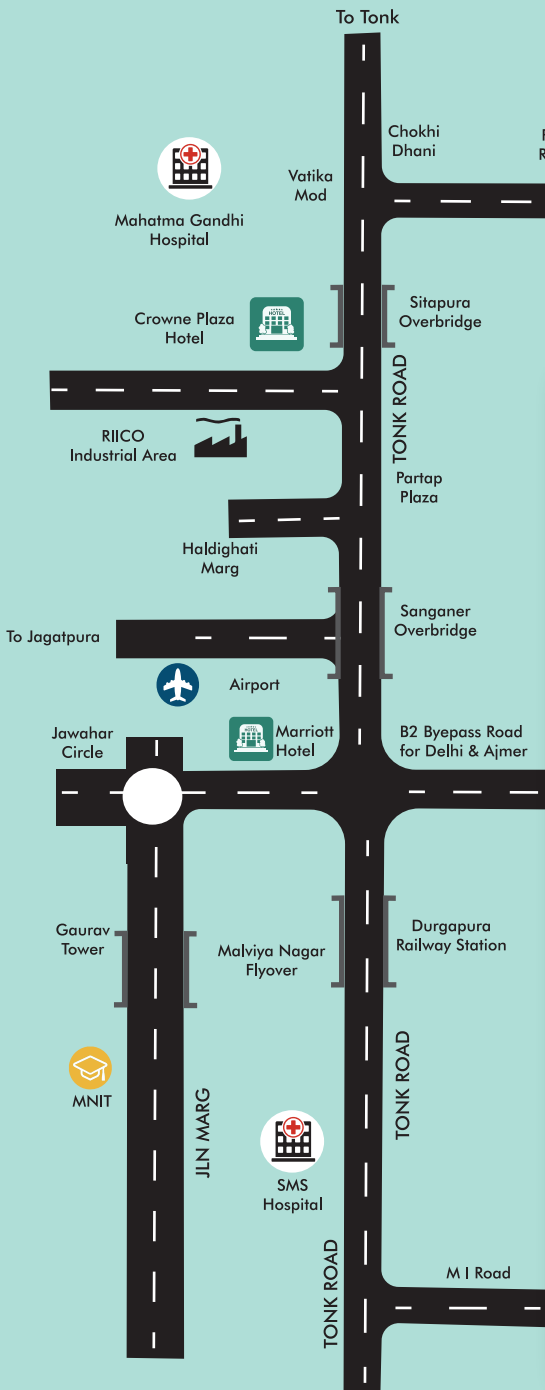 To Tonk
Chokhi
Dhani
Vatika
Mod
Mahatma Gandhi
Hospital
HOTEL
Crowne Plaza
Hotel
Sitapura
Overbridge
TONK ROAD
RIICO
Industrial Area
Partap
Plaza
Haldighati
Marg
Sanganer
Overbridge
To Jagatpura
Airport
HOTEL
Marriott
Hotel
Jawahar
Circle
B2 Byepass Road
for Delhi & Ajmer
Gaurav
Tower
Malviya Nagar
Flyover
Durgapura
Railway Station
MNIT
JLN MARG
TONK ROAD
SMS
Hospital
TONK ROAD
M I Road